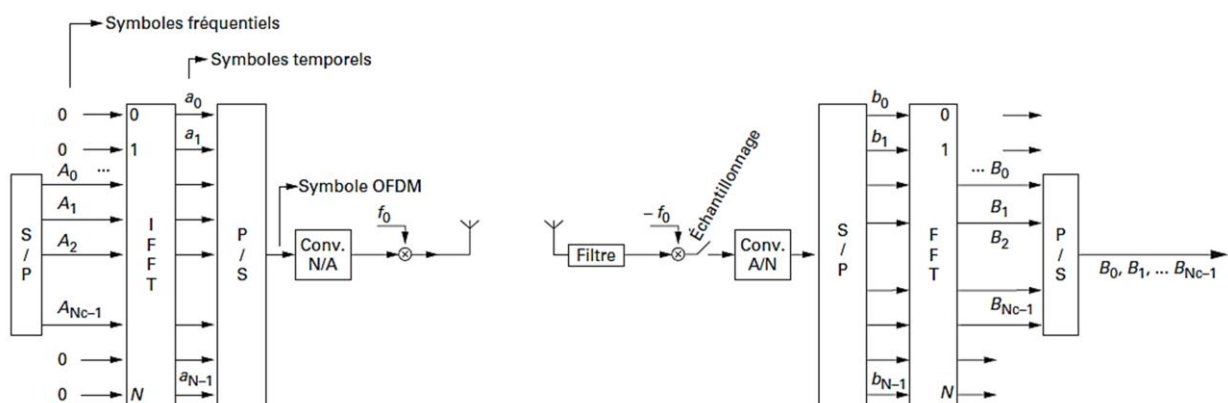 Symboles fréquentiels
Symboles temporels
0
0
A0 ...
A1
A2
ANc–1
0
0
S/P
0
1
IFFT
N
a0
a1
aN–1
P/S
Symbole OFDM
Conv.
N/A
f0
Filtre
– f0
Échantillonnage
Conv.
A/N
S/P
b0
b1
bN–1
0
1
FFT
N
... B0
B1
B2
BNc–1
P/S
B0, B1, ... BNc–1